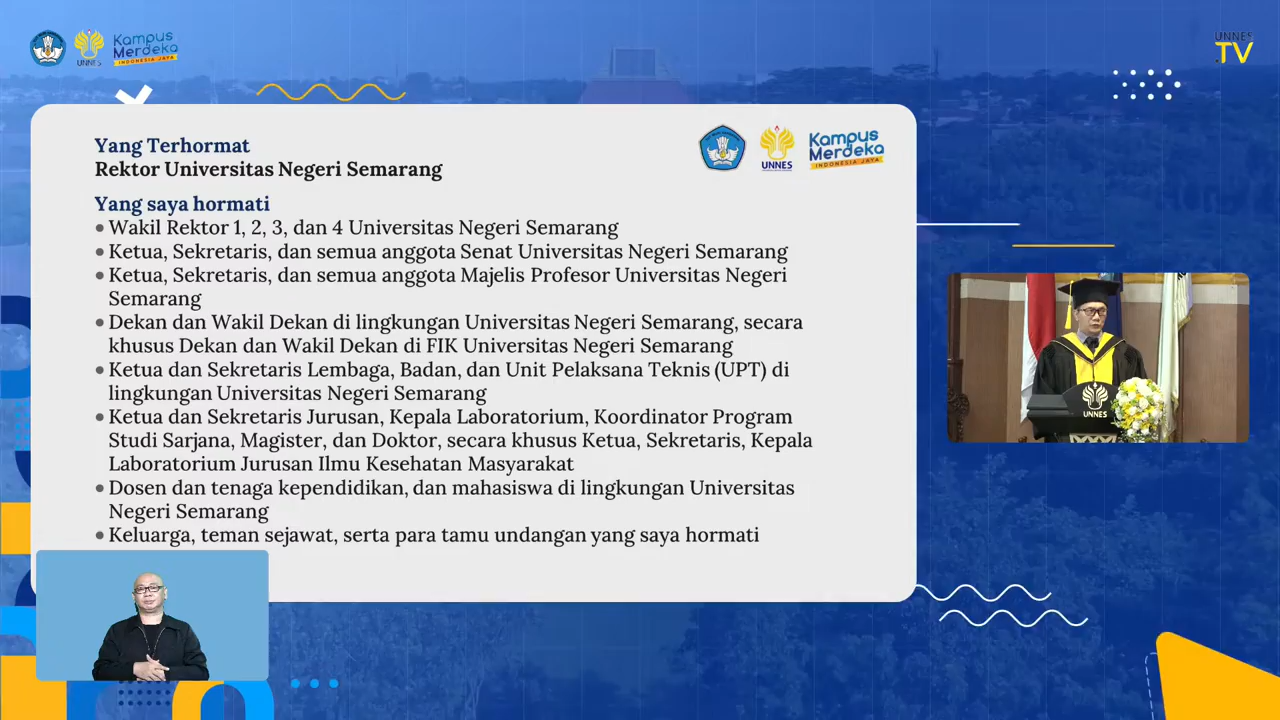 UNNES
Kampus
Merdeka
INDONESIA JAYA
UNNES
TV
Yang Terhormat
Rektor Universitas Negeri Semarang
UNNES
Kampus
Merdeka
INDONESIA JAYA
Yang saya hormati
• Wakil Rektor 1, 2, 3, dan 4 Universitas Negeri Semarang
• Ketua, Sekretaris, dan semua anggota Senat Universitas Negeri Semarang
• Ketua, Sekretaris, dan semua anggota Majelis Profesor Universitas Negeri
Semarang
• Dekan dan Wakil Dekan di lingkungan Universitas Negeri Semarang, secara
khusus Dekan dan Wakil Dekan di FIK Universitas Negeri Semarang
• Ketua dan Sekretaris Lembaga, Badan, dan Unit Pelaksana Teknis (UPT) di
lingkungan Universitas Negeri Semarang
• Ketua dan Sekretaris Jurusan, Kepala Laboratorium, Koordinator Program
Studi Sarjana, Magister, dan Doktor, secara khusus Ketua, Sekretaris, Kepala
Laboratorium Jurusan Ilmu Kesehatan Masyarakat
• Dosen dan tenaga kependidikan, dan mahasiswa di lingkungan Universitas
Negeri Semarang
• Keluarga, teman sejawat, serta para tamu undangan yang saya hormati
UNNES